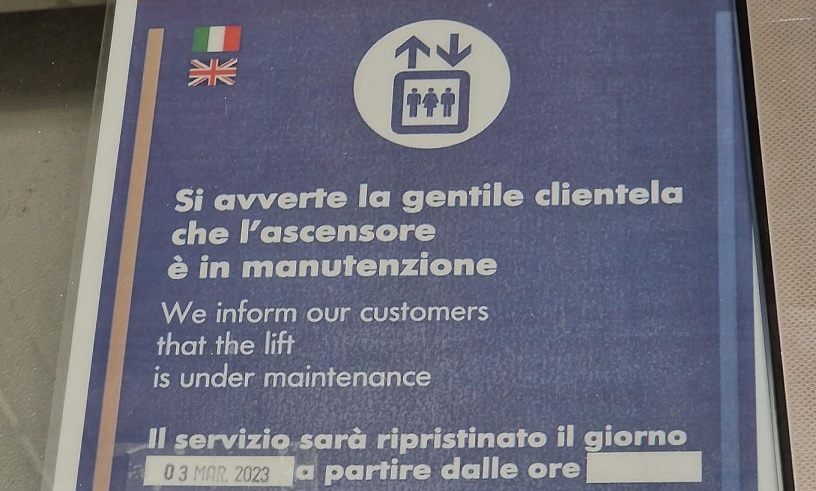 Si avverte la gentile clientela
che l'ascensore
è in manutenzione
We inform our customers
that the lift
is under maintenance
Il servizio sarà ripristinato il giorno
03 MAR. 2023 a partire dalle ore